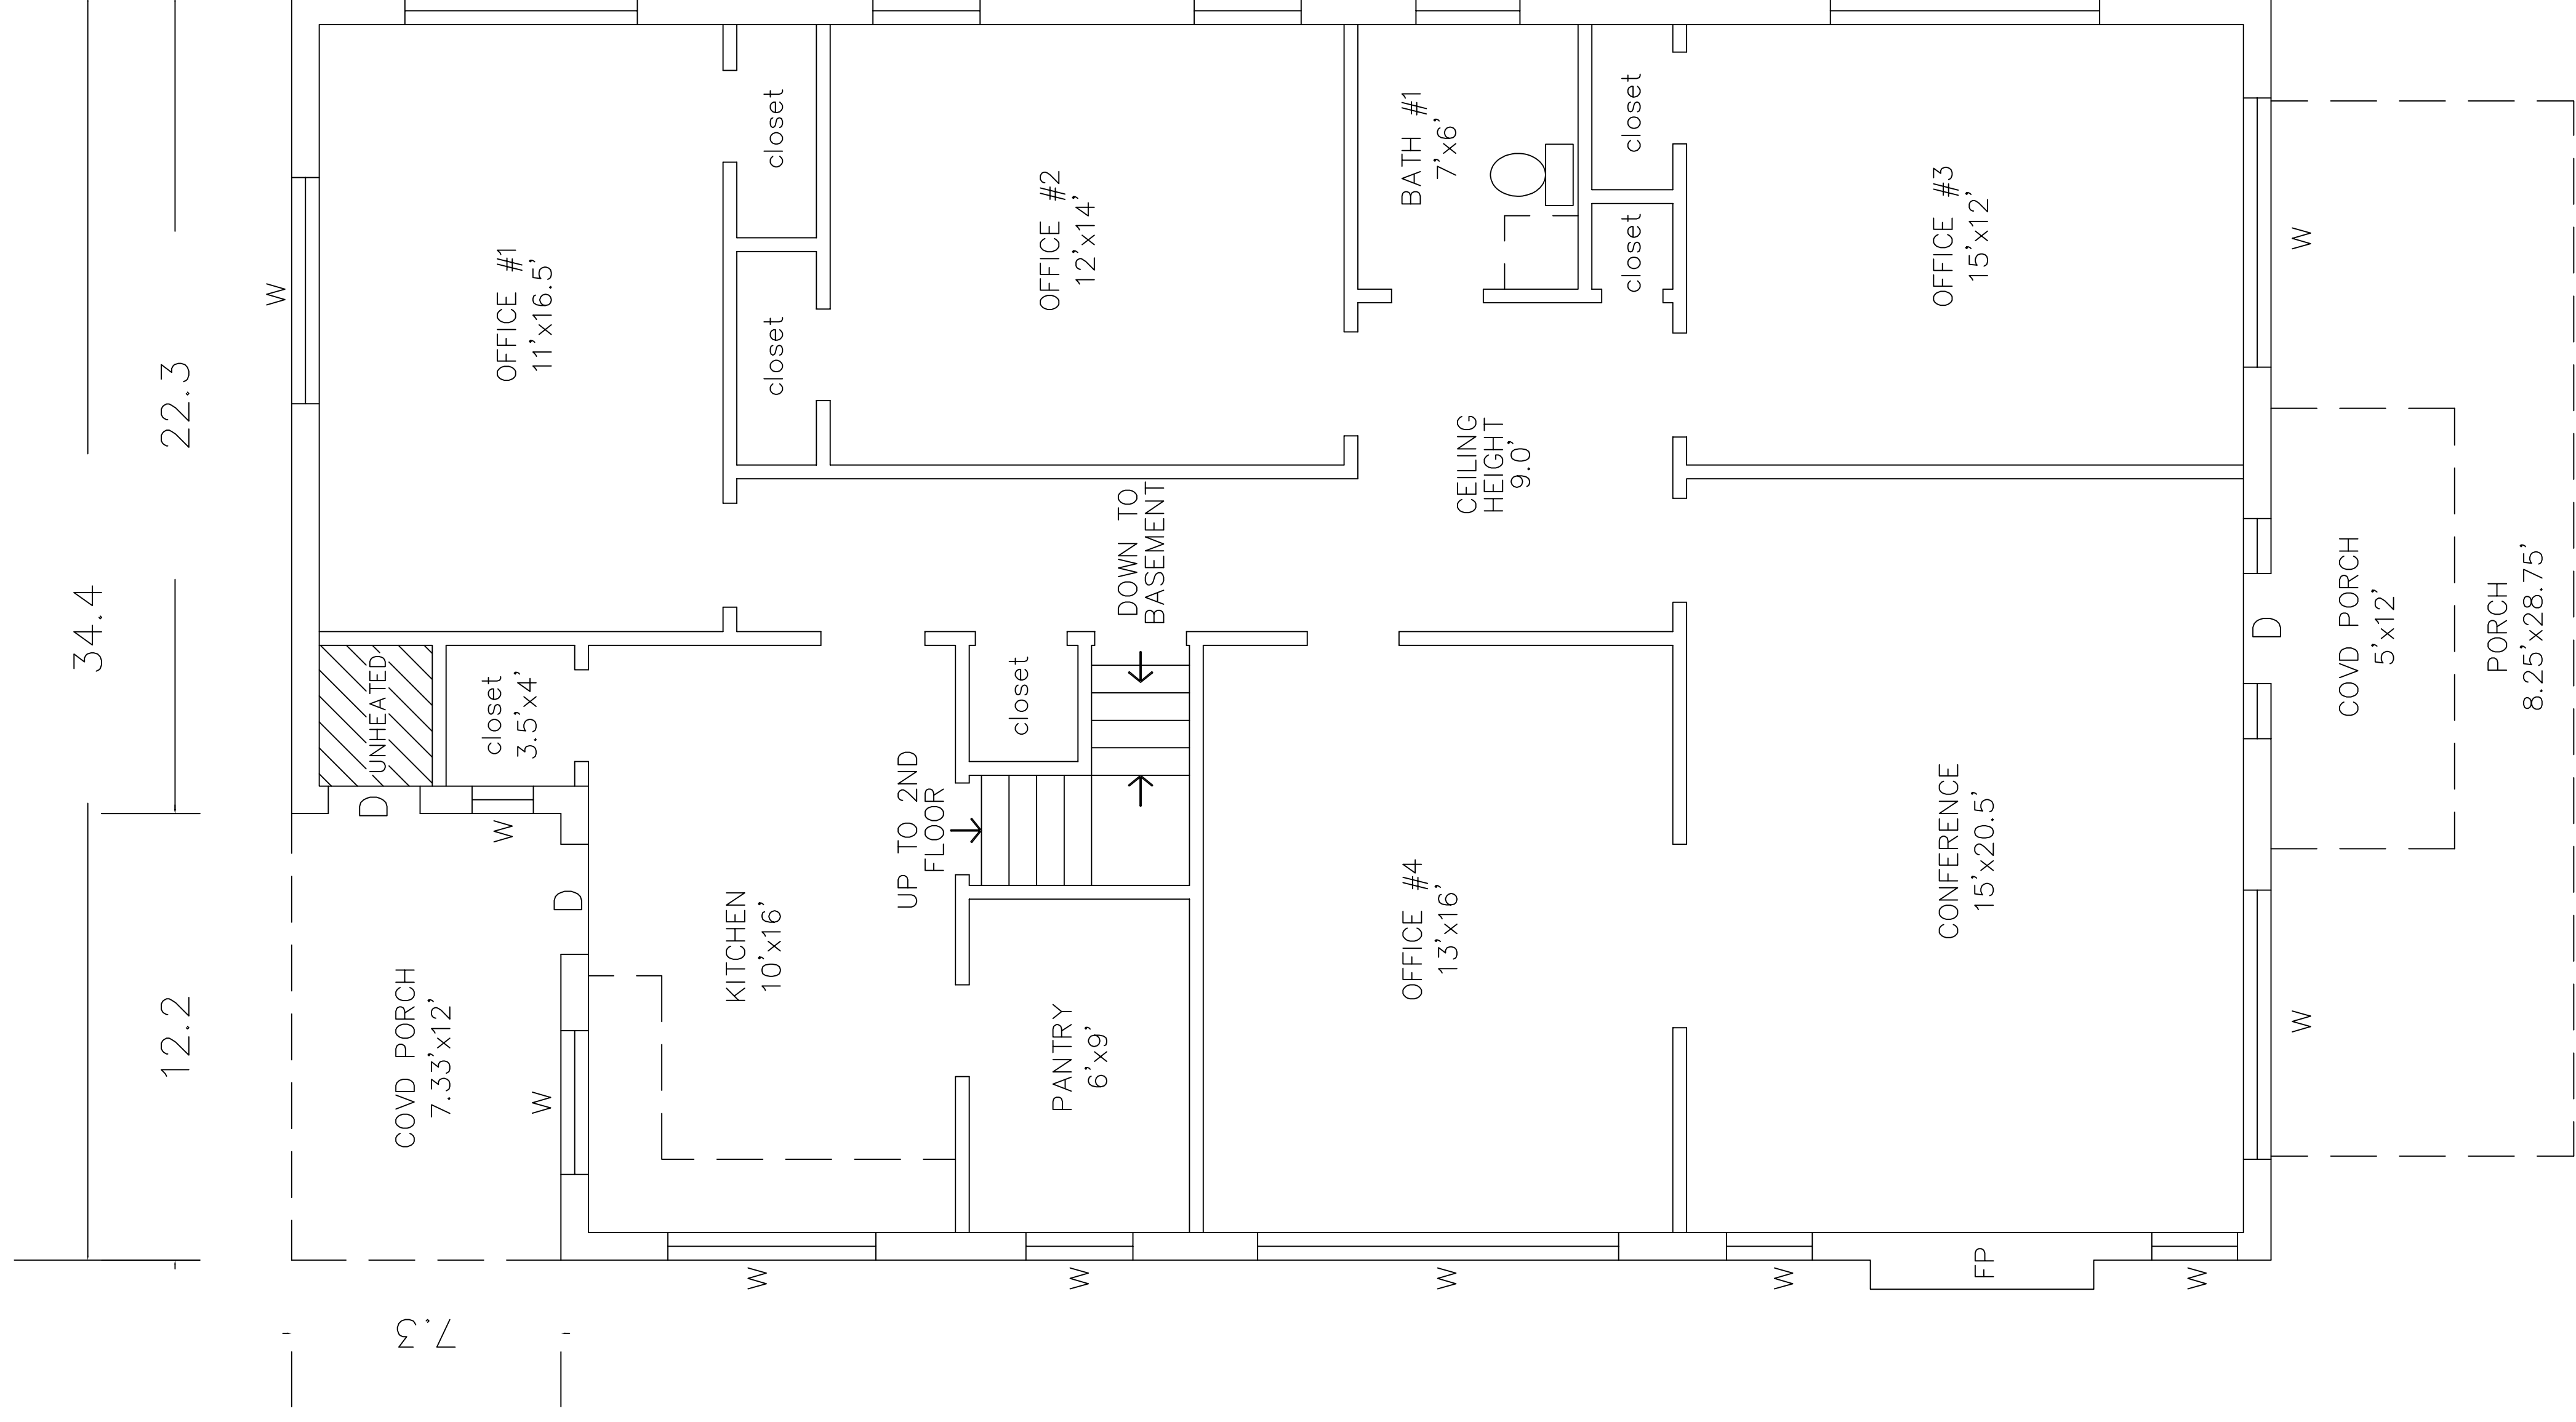 34.4
22.3
12.2
7.3
W
OFFICE #1
11'x16.5'
closet
closet
OFFICE #2
12'x14'
BATH #1
7'x6'
closet
closet
OFFICE #3
15'x12'
W
CEILING
HEIGHT
9.0'
DOWN TO
BASEMENT
UNHEATED
closet
3.5'x4'
D
W
D
COVD PORCH
7.33'x12'
W
KITCHEN
10'x16'
UP TO 2ND
FLOOR
closet
PANTRY
6'x9'
OFFICE #4
13'x16'
CONFERENCE
15'x20.5'
D
COVD PORCH
5'x12'
PORCH
8.25'x28.75'
W
W
W
W
W
FP
W